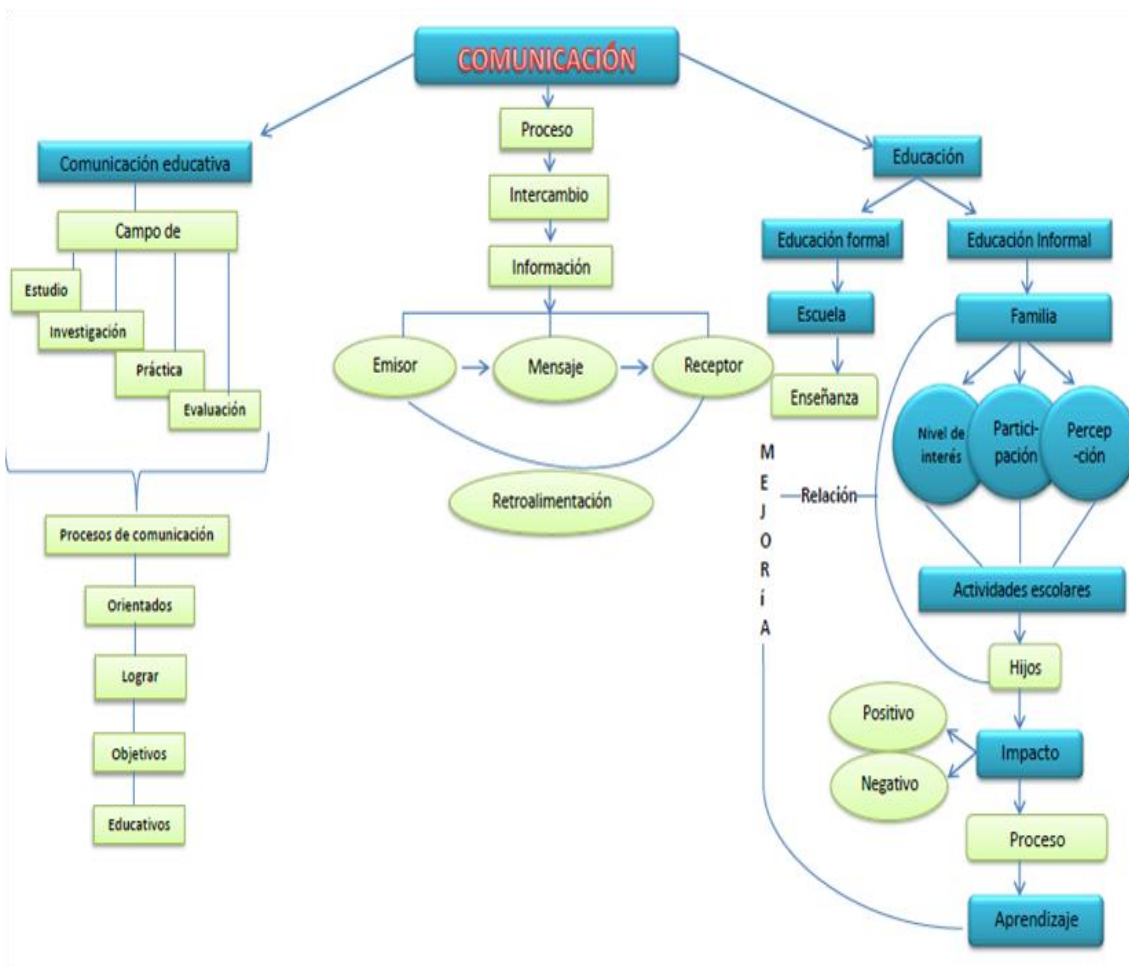 COMUNICACIÓN
Comunicación educativa
Campo de
Estudio
Investigación
Práctica
Evaluación
Procesos de comunicación
Orientados
Lograr
Objetivos
Educativos
Proceso
Intercambio
Información
Emisor
Mensaje
Receptor
Retroalimentación
Educación
Educación formal
Escuela
Enseñanza
Educación Informal
Familia
Nivel de
interés
Partici-
pación
Percep
-ción
MEJORíA
Relación
Actividades escolares
Hijos
Impacto
Positivo
Negativo
Proceso
Aprendizaje